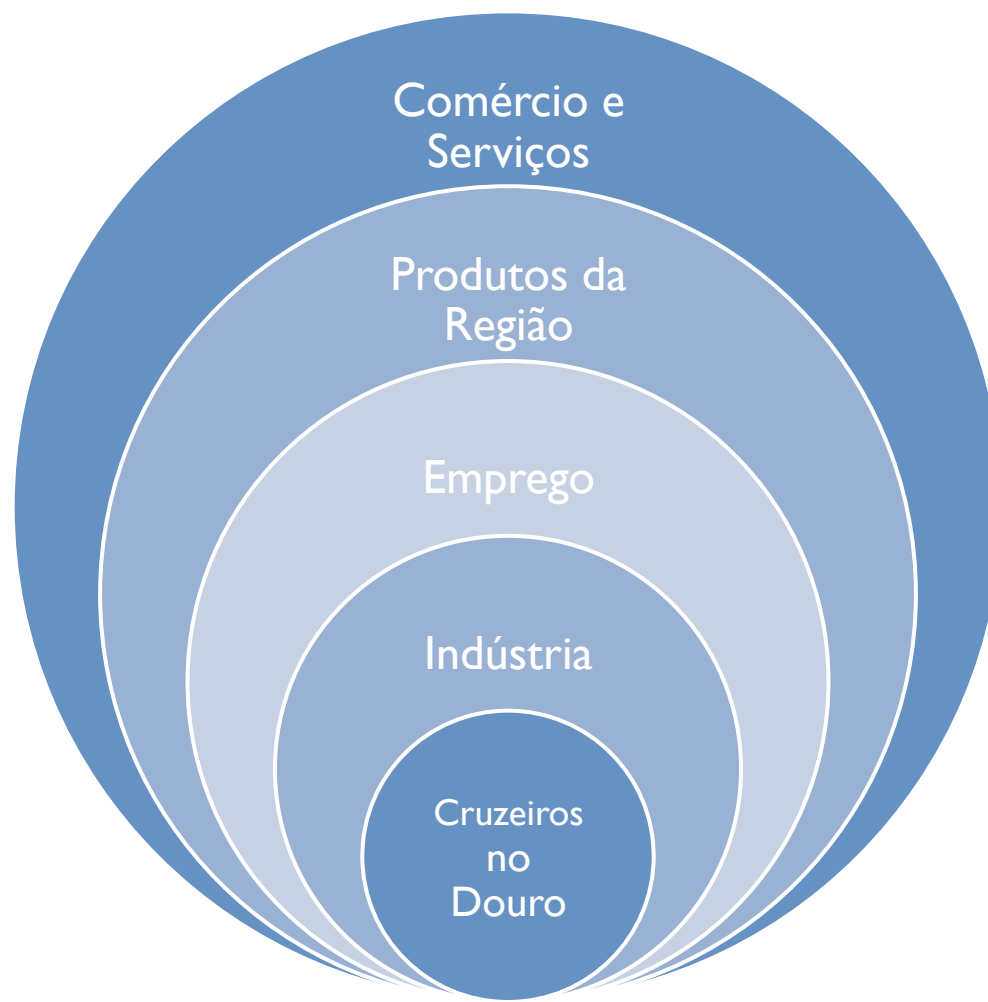 Comércio e
Serviços
Produtos da
Região
Emprego
Indústria
Cruzeiros
no
Douro